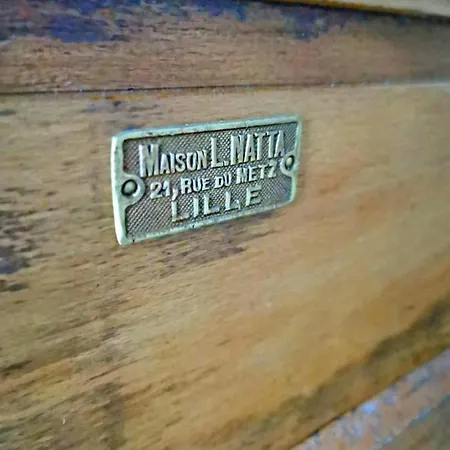 MAISON L. NATTA
21, RUE DU METZ
LILLE